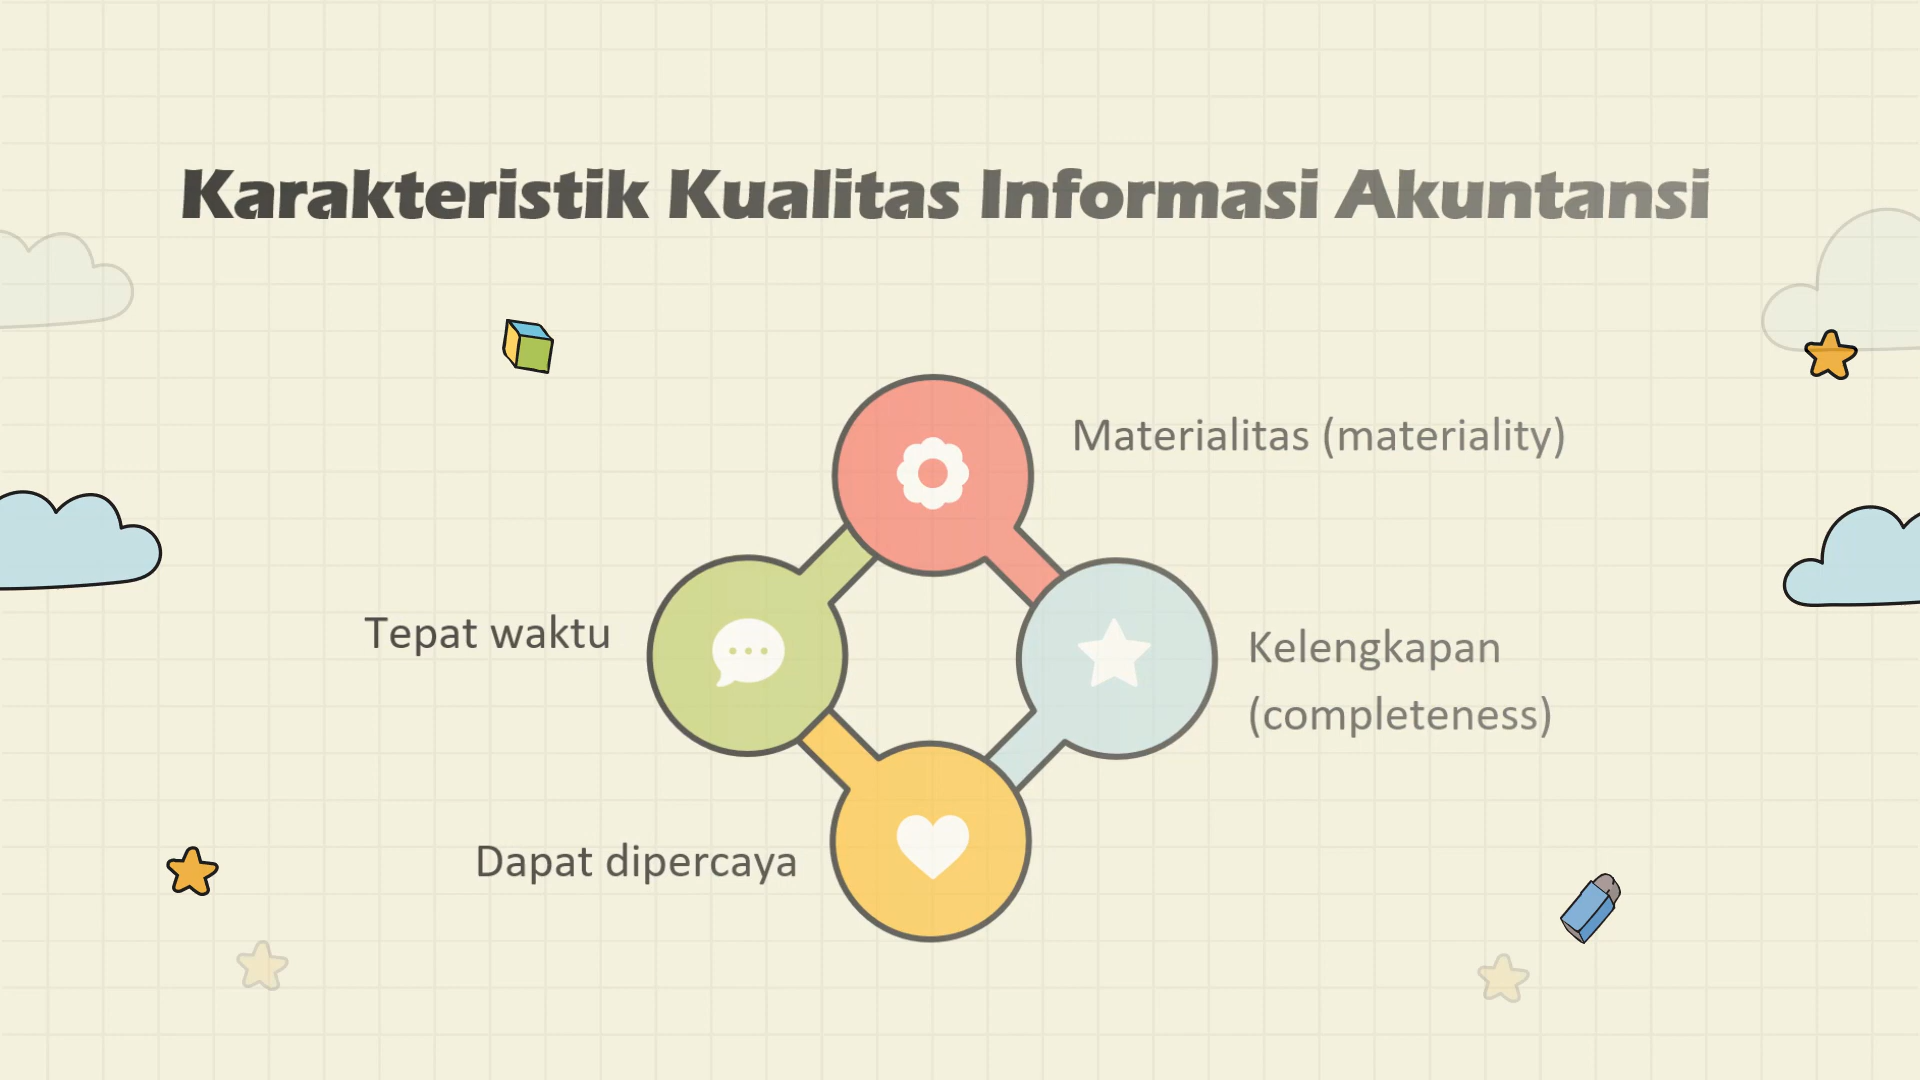 Karakteristik Kualitas Informasi Akuntansi
Materialitas (materiality)
Tepat waktu
Kelengkapan
(completeness)
Dapat dipercaya